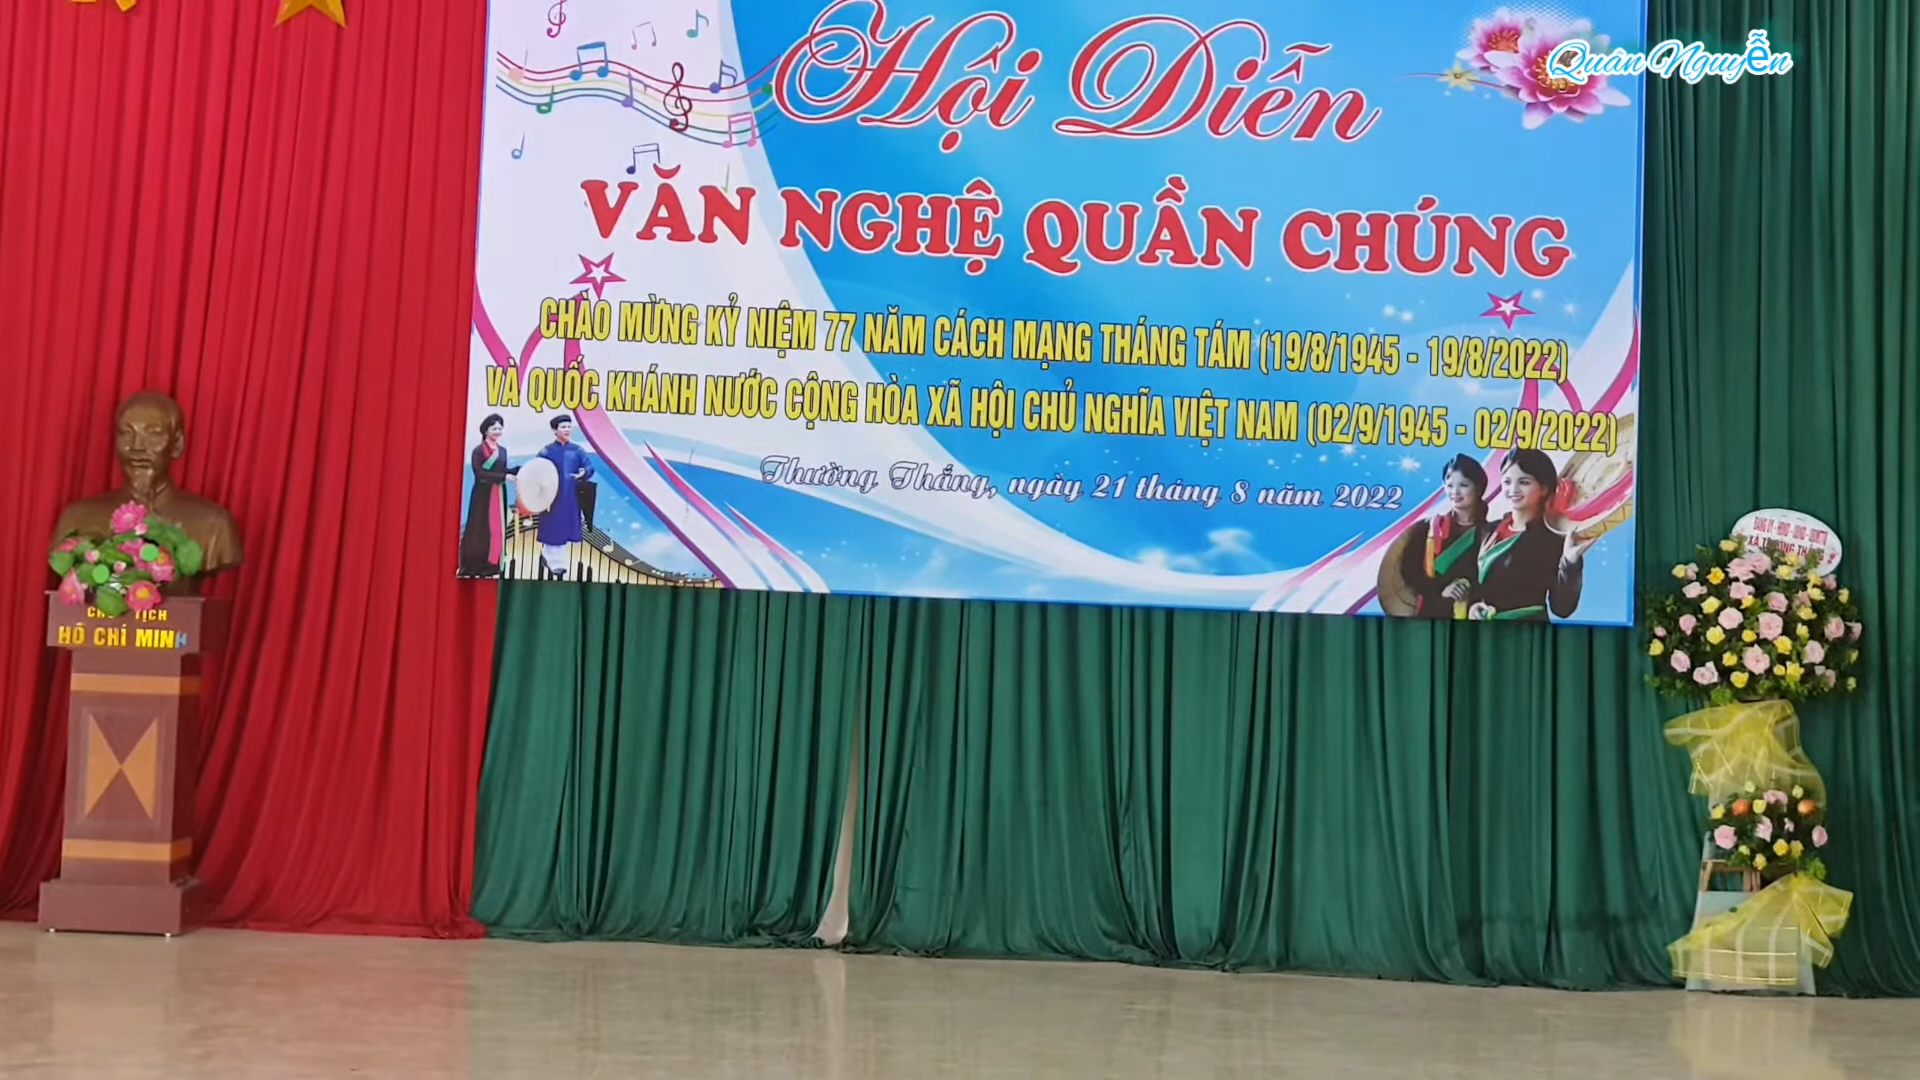 Quân Nguyễn
Hội Diễn
VĂN NGHỆ QUẦN CHÚNG
CHÀO MỪNG KỶ NIỆM 77 NĂM CÁCH MẠNG THÁNG TÁM (19/8/1945 - 19/8/2022)
VÀ QUỐC KHÁNH NƯỚC CỘNG HÒA XÃ HỘI CHỦ NGHĨA VIỆT NAM (02/9/1945 - 02/9/2022)
Thường Thắng, ngày 21 tháng 8 năm 2022
TỊCH
HỒ CHÍ MINH